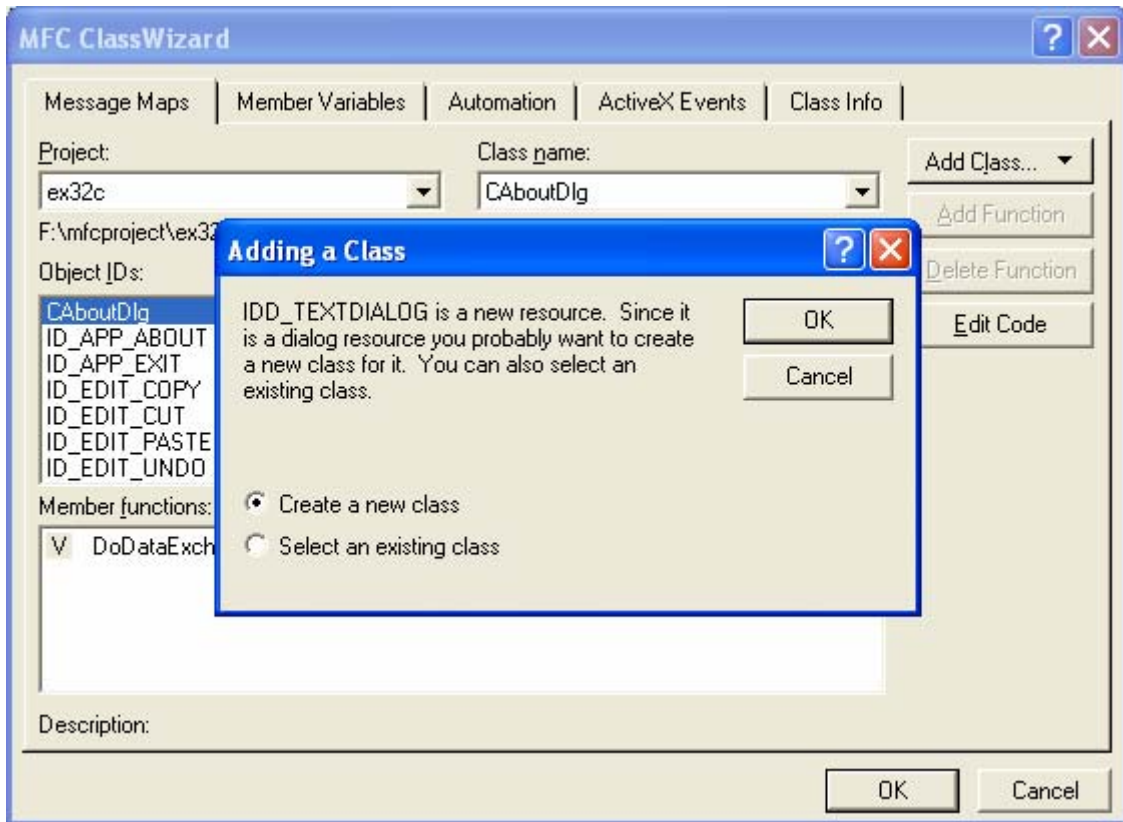 MFC ClassWizard
Message Maps
Member Variables
Automation
ActiveX Events
Class Info
Project:
Class name:
Add Class...
ex32c
CAboutDlg
Add Function
F:\mfcproject\ex32
Delete Function
Object IDs:
Edit Code
CAboutDlg
ID_APP_ABOUT
ID_APP_EXIT
ID_EDIT_COPY
ID_EDIT_CUT
ID_EDIT_PASTE
ID_EDIT_UNDO
Member functions:
V DoDataExch
Adding a Class
IDD_TEXTDIALOG is a new resource. Since it
is a dialog resource you probably want to create
a new class for it. You can also select an
existing class.
OK
Cancel
Create a new class
Select an existing class
Description:
OK
Cancel